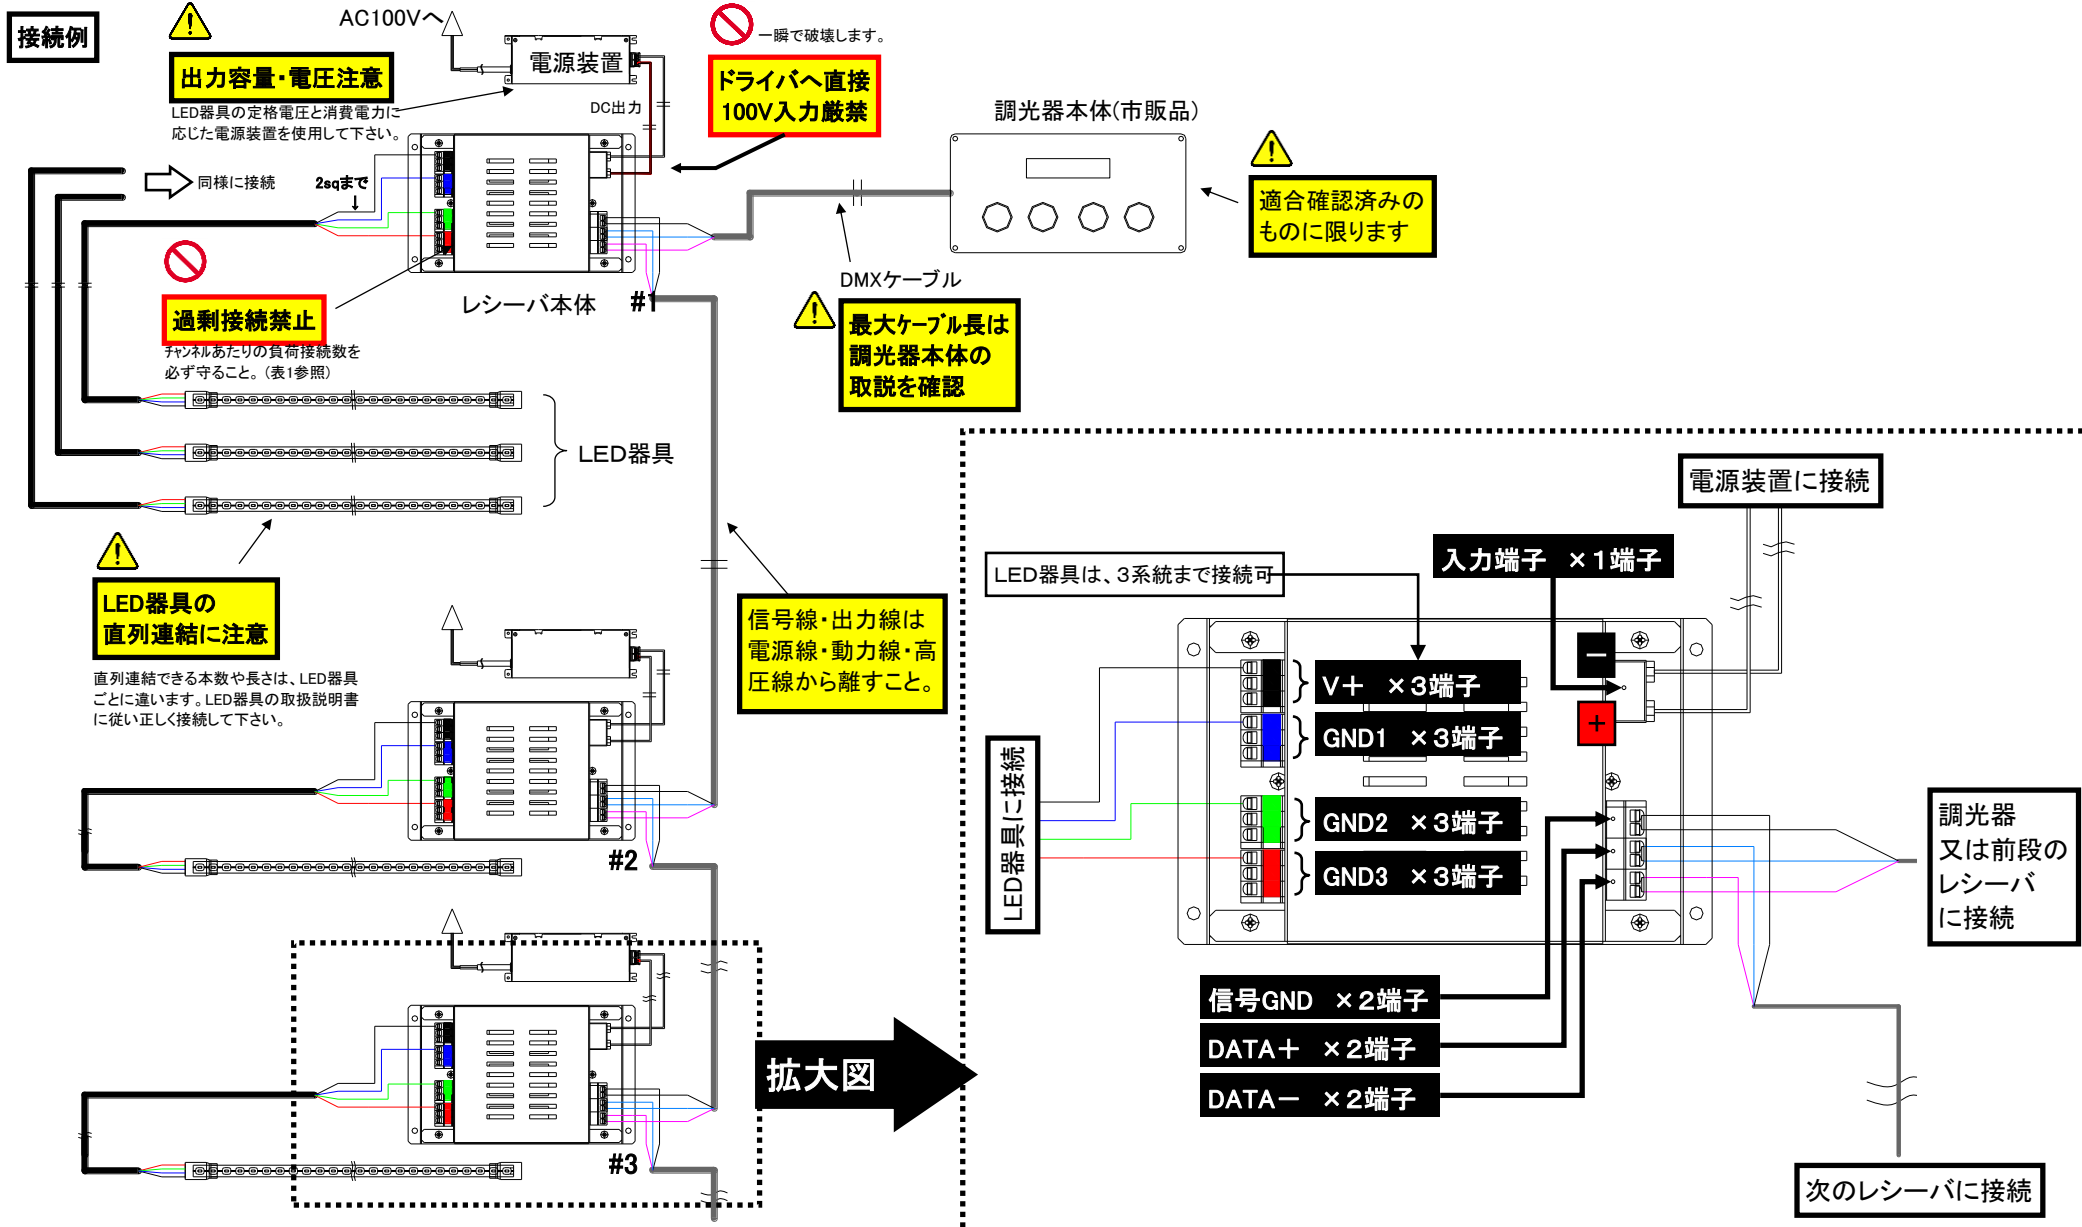 接続例
AC100Vへ
出力容量・電圧注意
LED器具の定格電圧と消費電力に
応じた電源装置を使用して下さい。
電源装置
DC出力
一瞬で破壊します。
ドライバへ直接
100V入力厳禁
調光器本体(市販品)
適合確認済みの
ものに限ります
同様に接続
2sqまで
過剰接続禁止
チャンネルあたりの負荷接続数を
必ず守ること。(表1参照)
レシーバ本体
#1
DMXケーブル
最大ケーブル長は
調光器本体の
取説を確認
LED器具
LED器具の
直列連結に注意
直列連結できる本数や長さは、LED器具
ごとに違います。LED器具の取扱説明書
に従い正しく接続して下さい。
信号線・出力線は
電源線・動力線・高
圧線から離すこと。
#2
#3
拡大図
電源装置に接続
LED器具は、3系統まで接続可
入力端子 ×1端子
－
＋
V＋ ×3端子
GND1 ×3端子
GND2 ×3端子
GND3 ×3端子
LED器具に接続
調光器
又は前段の
レシーバ
に接続
信号GND ×2端子
DATA＋ ×2端子
DATA－ ×2端子
次のレシーバに接続